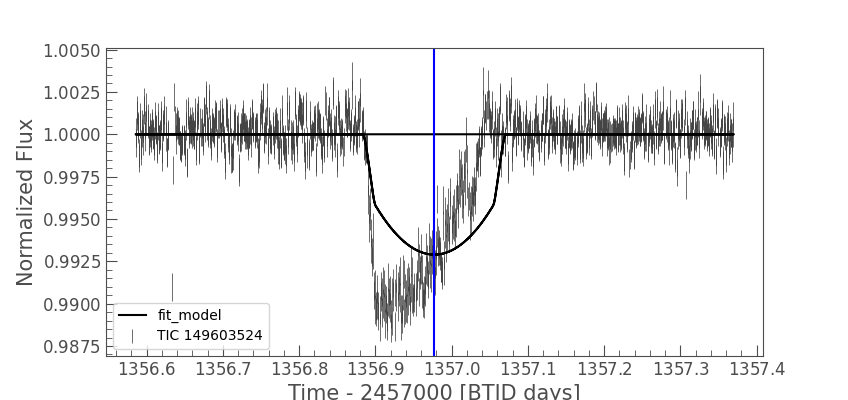 1.0050
1.0025
1.0000
0.9975
0.9950
0.9925
0.9900
0.9875
Normalized Flux
fit_model
TIC 149603524
1356.6 1356.7 1356.8 1356.9 1357.0 1357.1 1357.2 1357.3 1357.4
Time - 2457000 [BTJD days]